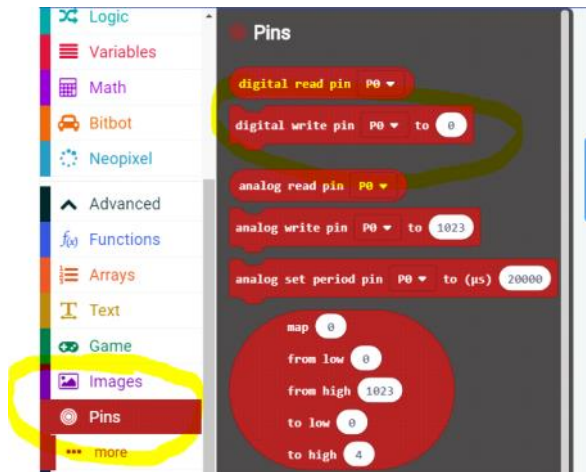 Logic
Variables
Math
Bitbot
Neopixel
Advanced
f(x) Functions
Arrays
Text
Game
Images
Pins
more
Pins
digital read pin P0
digital write pin P0 to 0
analog read pin P0
analog write pin P0 to 1023
analog set period pin P0 to (µs) 20000
map 0
from low 0
from high 1023
to low 0
to high 4